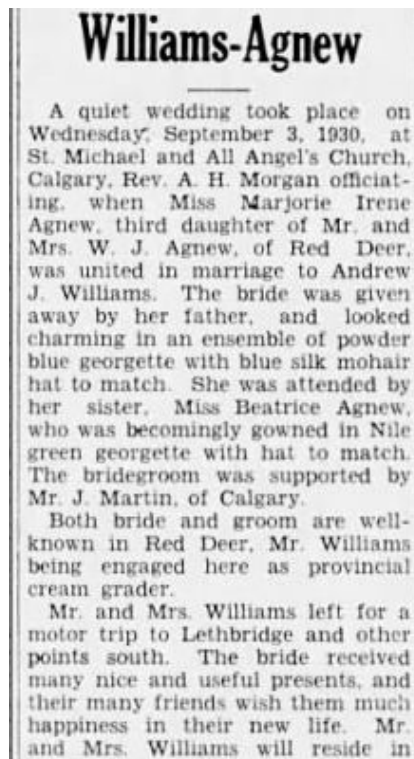 Williams-Agnew
A quiet wedding took place on
Wednesday, September 3, 1930, at
St. Michael and All Angel's Church,
Calgary, Rev. A. H. Morgan officiat-
ing, when Miss Marjorie Irene
Agnew, third daughter of Mr. and
Mrs. W. J. Agnew, of Red Deer,
was united in marriage to Andrew
J. Williams. The bride was given
away by her father, and looked
charming in an ensemble of powder
blue georgette with blue silk mohair
hat to match. She was attended by
her sister, Miss Beatrice Agnew,
who was becomingly gowned in Nile
green georgette with hat to match.
The bridegroom was supported by
Mr. J. Martin, of Calgary.
Both bride and groom are well-
known in Red Deer, Mr. Williams
being engaged here as provincial
cream grader.
Mr. and Mrs. Williams left for a
motor trip to Lethbridge and other
points south. The bride received
many nice and useful presents, and
their many friends wish them much
happiness in their new life. Mr.
and Mrs. Williams will reside in